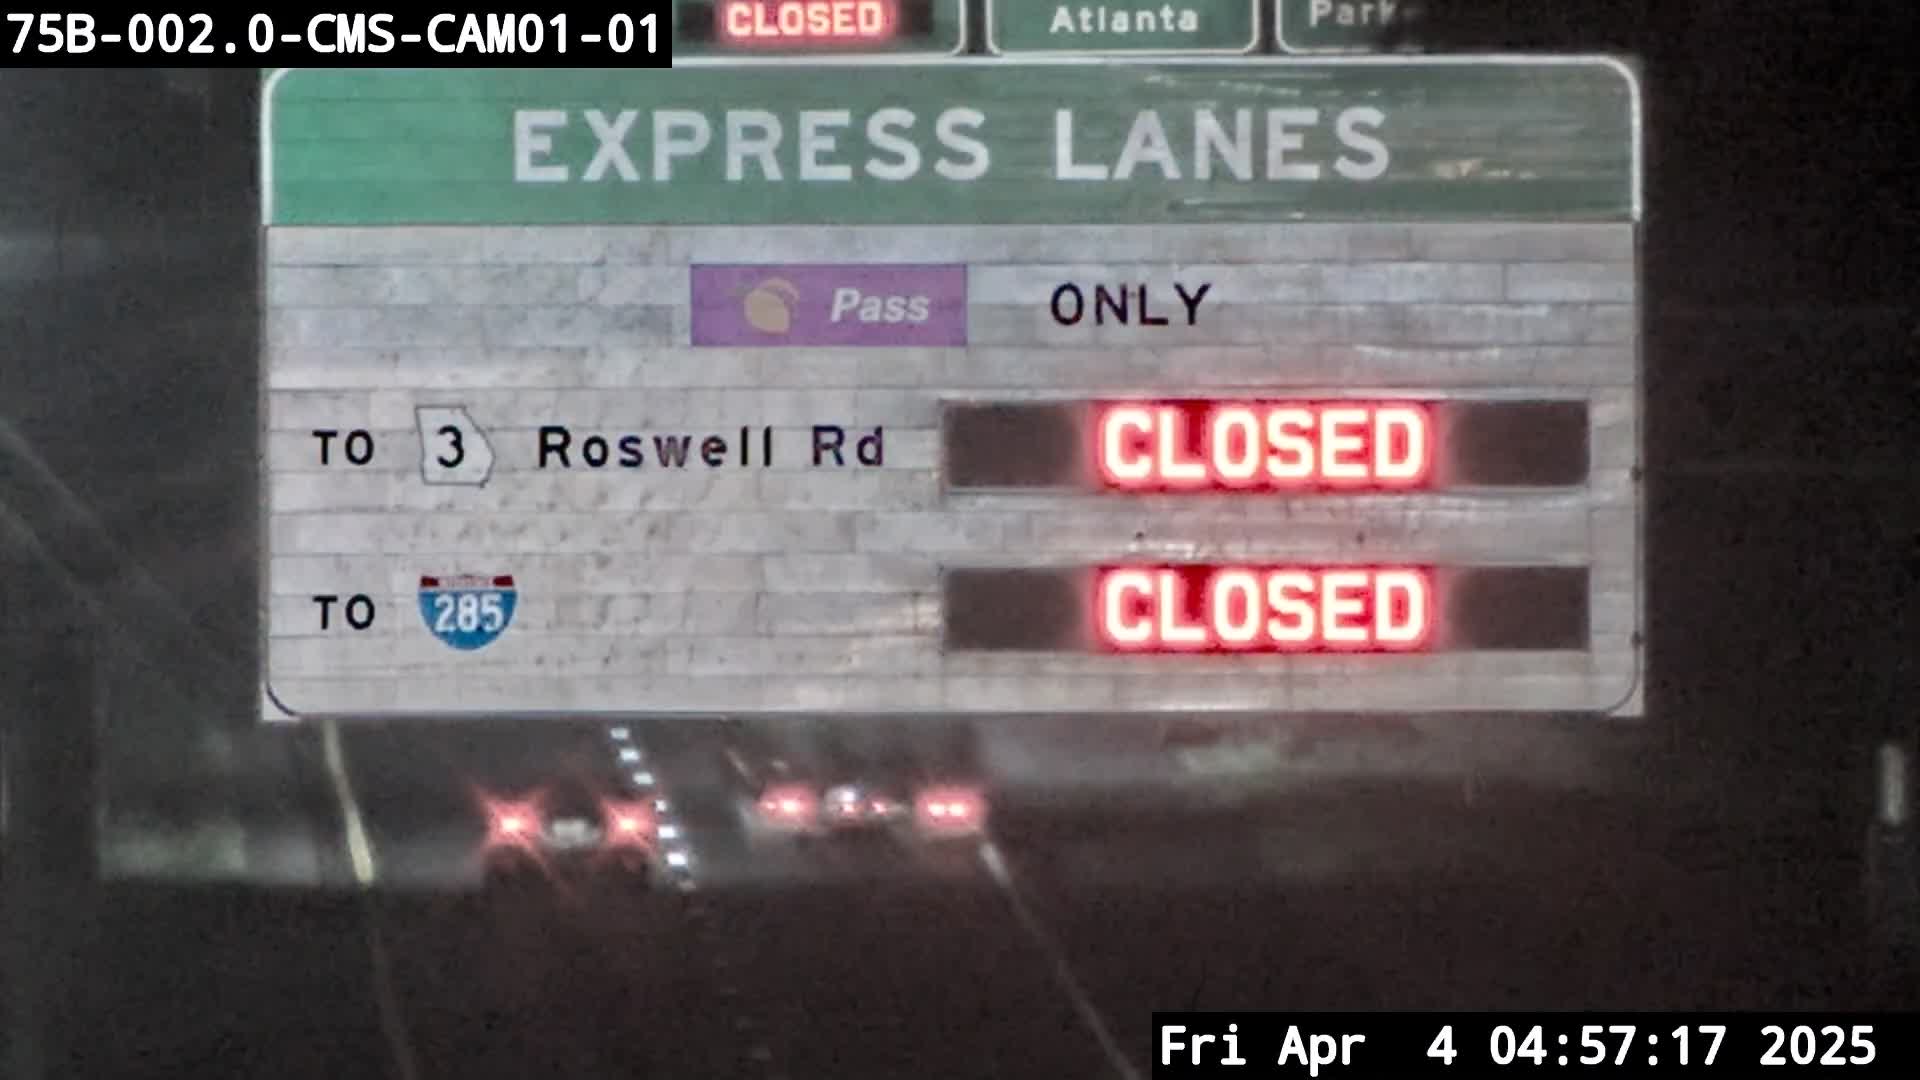 75B-002.0-CMS-CAM01-01
CLOSED
Atlanta
Park
EXPRESS LANES
Pass ONLY
TO 3 Roswell Rd CLOSED
TO 285 CLOSED
Fri Apr 4 04:57:17 2025